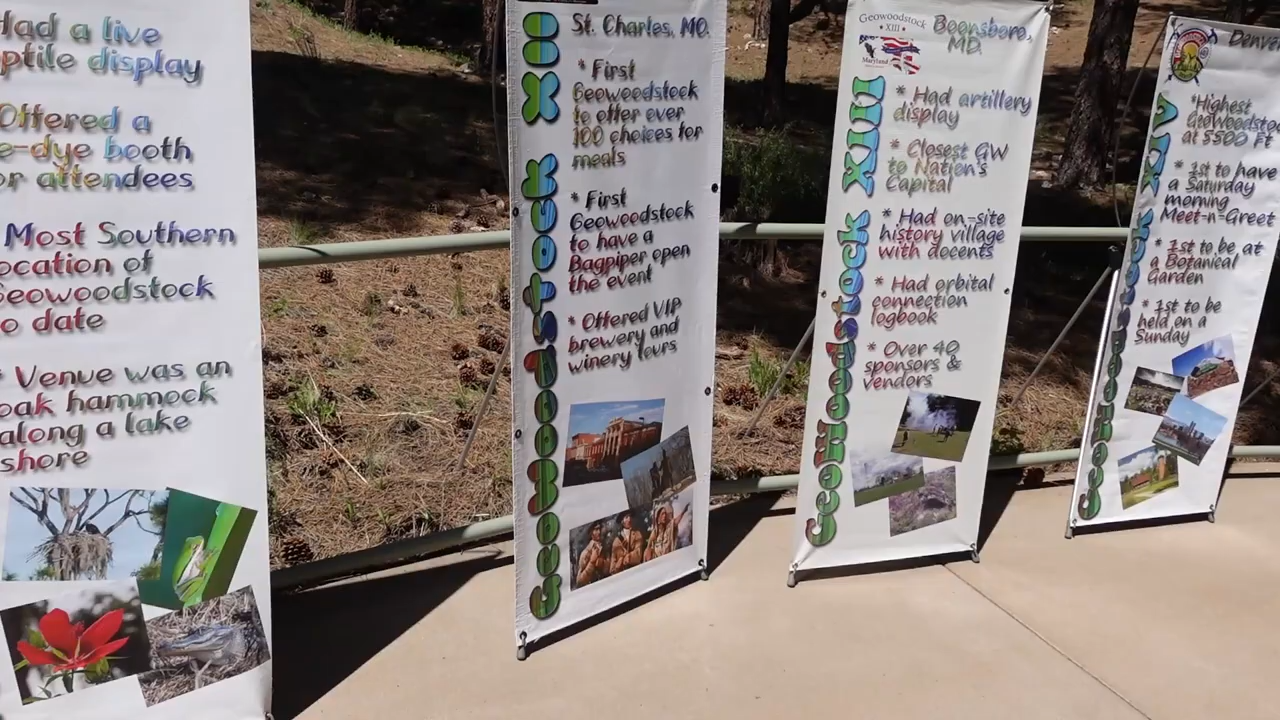 Had a live
ptile display
Offered a
e-dye booth
or attendees
Most Southern
ocation of
Geowoodstock
to date
* Venue was an
oak hammock
along a lake
shore
St. Charles, MO.
* First
Geowoodstock
to offer over
100 choices for
meals
* First
Geowoodstock
to have a
Bagpiper open
the event
* Offered VIP
brewery and
winery tours
Geowoodstock XII
Geowoodstock
XIII
Maryland
Boonsboro,
MD.
* Had artillery
display
* Closest GW
to Nation's
Capital
* Had on-site
history village
with docents
* Had orbital
connection
logbook
* Over 40
sponsors &
vendors
GeoWoodstock XIII
Denve
*Highest
GeoWoodstoc
at 5500 Ft
* 1st to have
a Saturday
morning
Meet-n-Greet
* 1st to be at
a Botanical
Garden
* 1st to be
held on a
Sunday
GeoWoodstock XIV